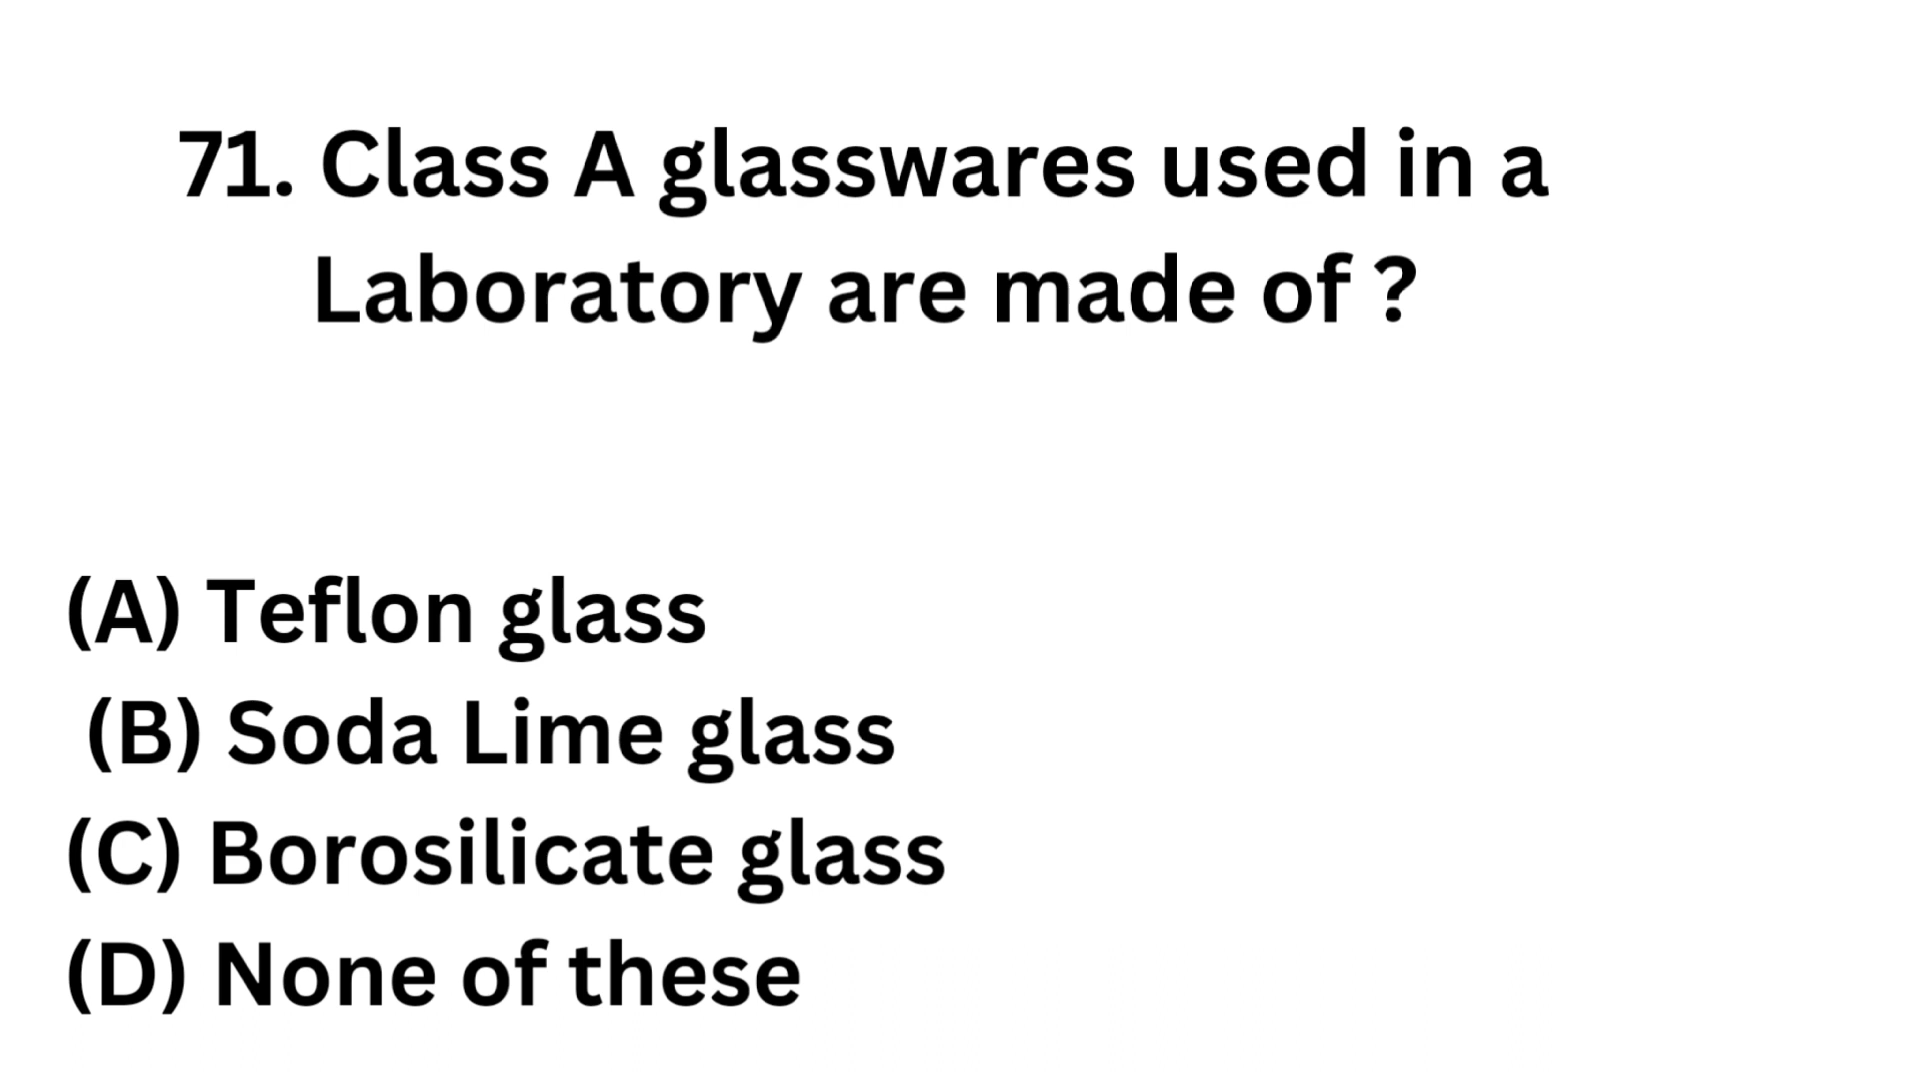 71. Class A glasswares used in a
Laboratory are made of ?
(A) Teflon glass
(B) Soda Lime glass
(C) Borosilicate glass
(D) None of these